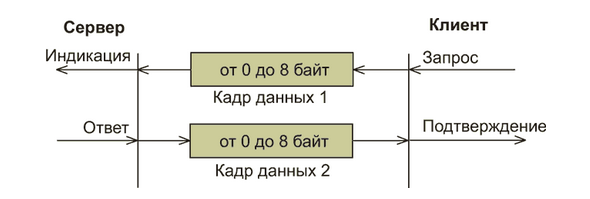 Сервер
Клиент
Индикация
от 0 до 8 байт
Запрос
Кадр данных 1
Ответ
от 0 до 8 байт
Подтверждение
Кадр данных 2